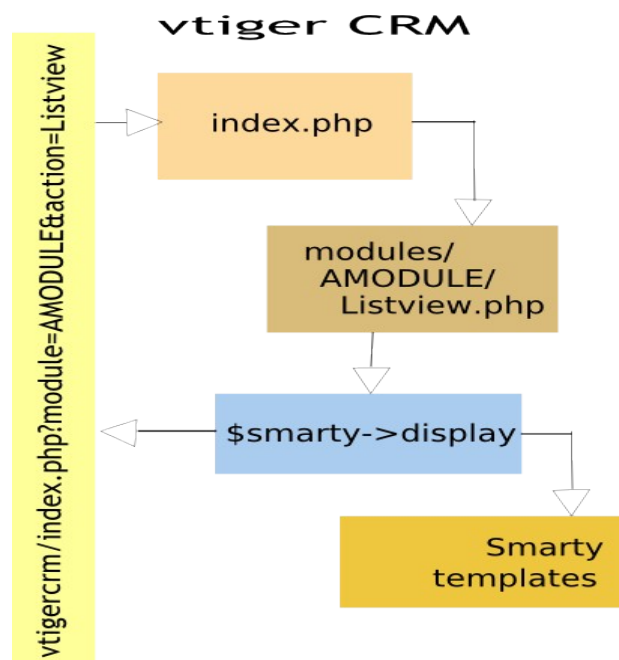 vtiger CRM
vtigercrm/index.php?module=AMODULE&action=Listview
index.php
modules/
AMODULE/
Listview.php
$smarty->display
Smarty
templates